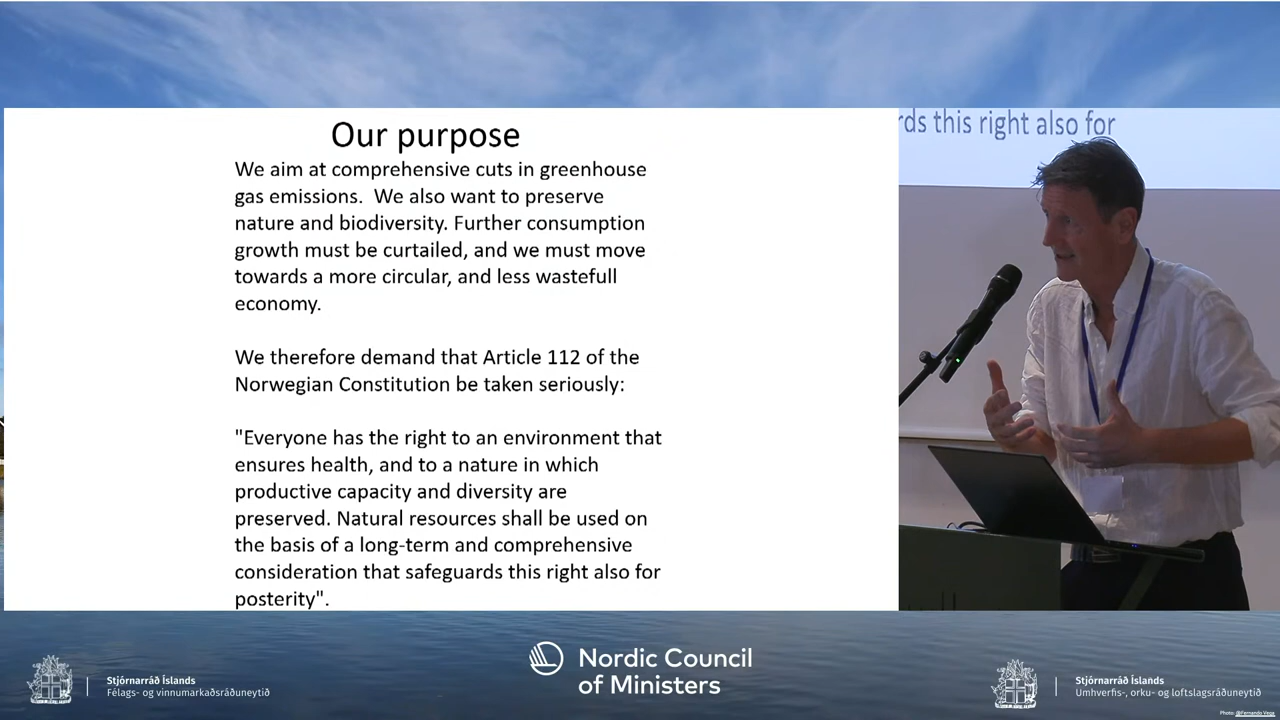 Our purpose
We aim at comprehensive cuts in greenhouse
gas emissions.  We also want to preserve
nature and biodiversity. Further consumption
growth must be curtailed, and we must move
towards a more circular, and less wastefull
economy.
We therefore demand that Article 112 of the
Norwegian Constitution be taken seriously:
"Everyone has the right to an environment that
ensures health, and to a nature in which
productive capacity and diversity are
preserved. Natural resources shall be used on
the basis of a long-term and comprehensive
consideration that safeguards this right also for
posterity".
rds this right also for
Stjórnarráð Íslands
Félags- og vinnumarkaðsráðuneytið
Nordic Council
of Ministers
Stjórnarráð Íslands
Umhverfis-, orku- og loftslagsráðuneytið
Photo: @Fernando Vega